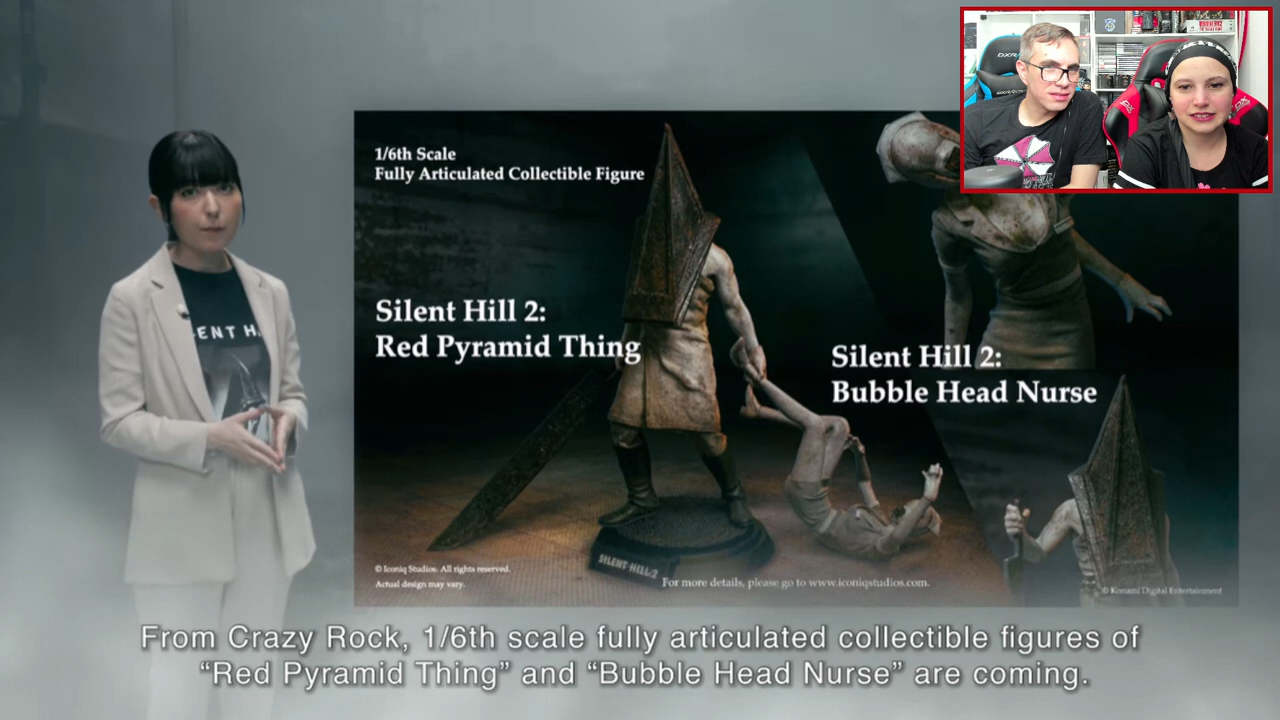 1/6th Scale
Fully Articulated Collectible Figure
Silent Hill 2:
Red Pyramid Thing
Silent Hill 2:
Bubble Head Nurse
ENT H
SILENT HILL 2
© Iconiq Studios. All rights reserved.
Actual design may vary.
For more details, please go to www.iconiqstudios.com.
© Konami Digital Entertainment
From Crazy Rock, 1/6th scale fully articulated collectible figures of
“Red Pyramid Thing” and “Bubble Head Nurse” are coming.